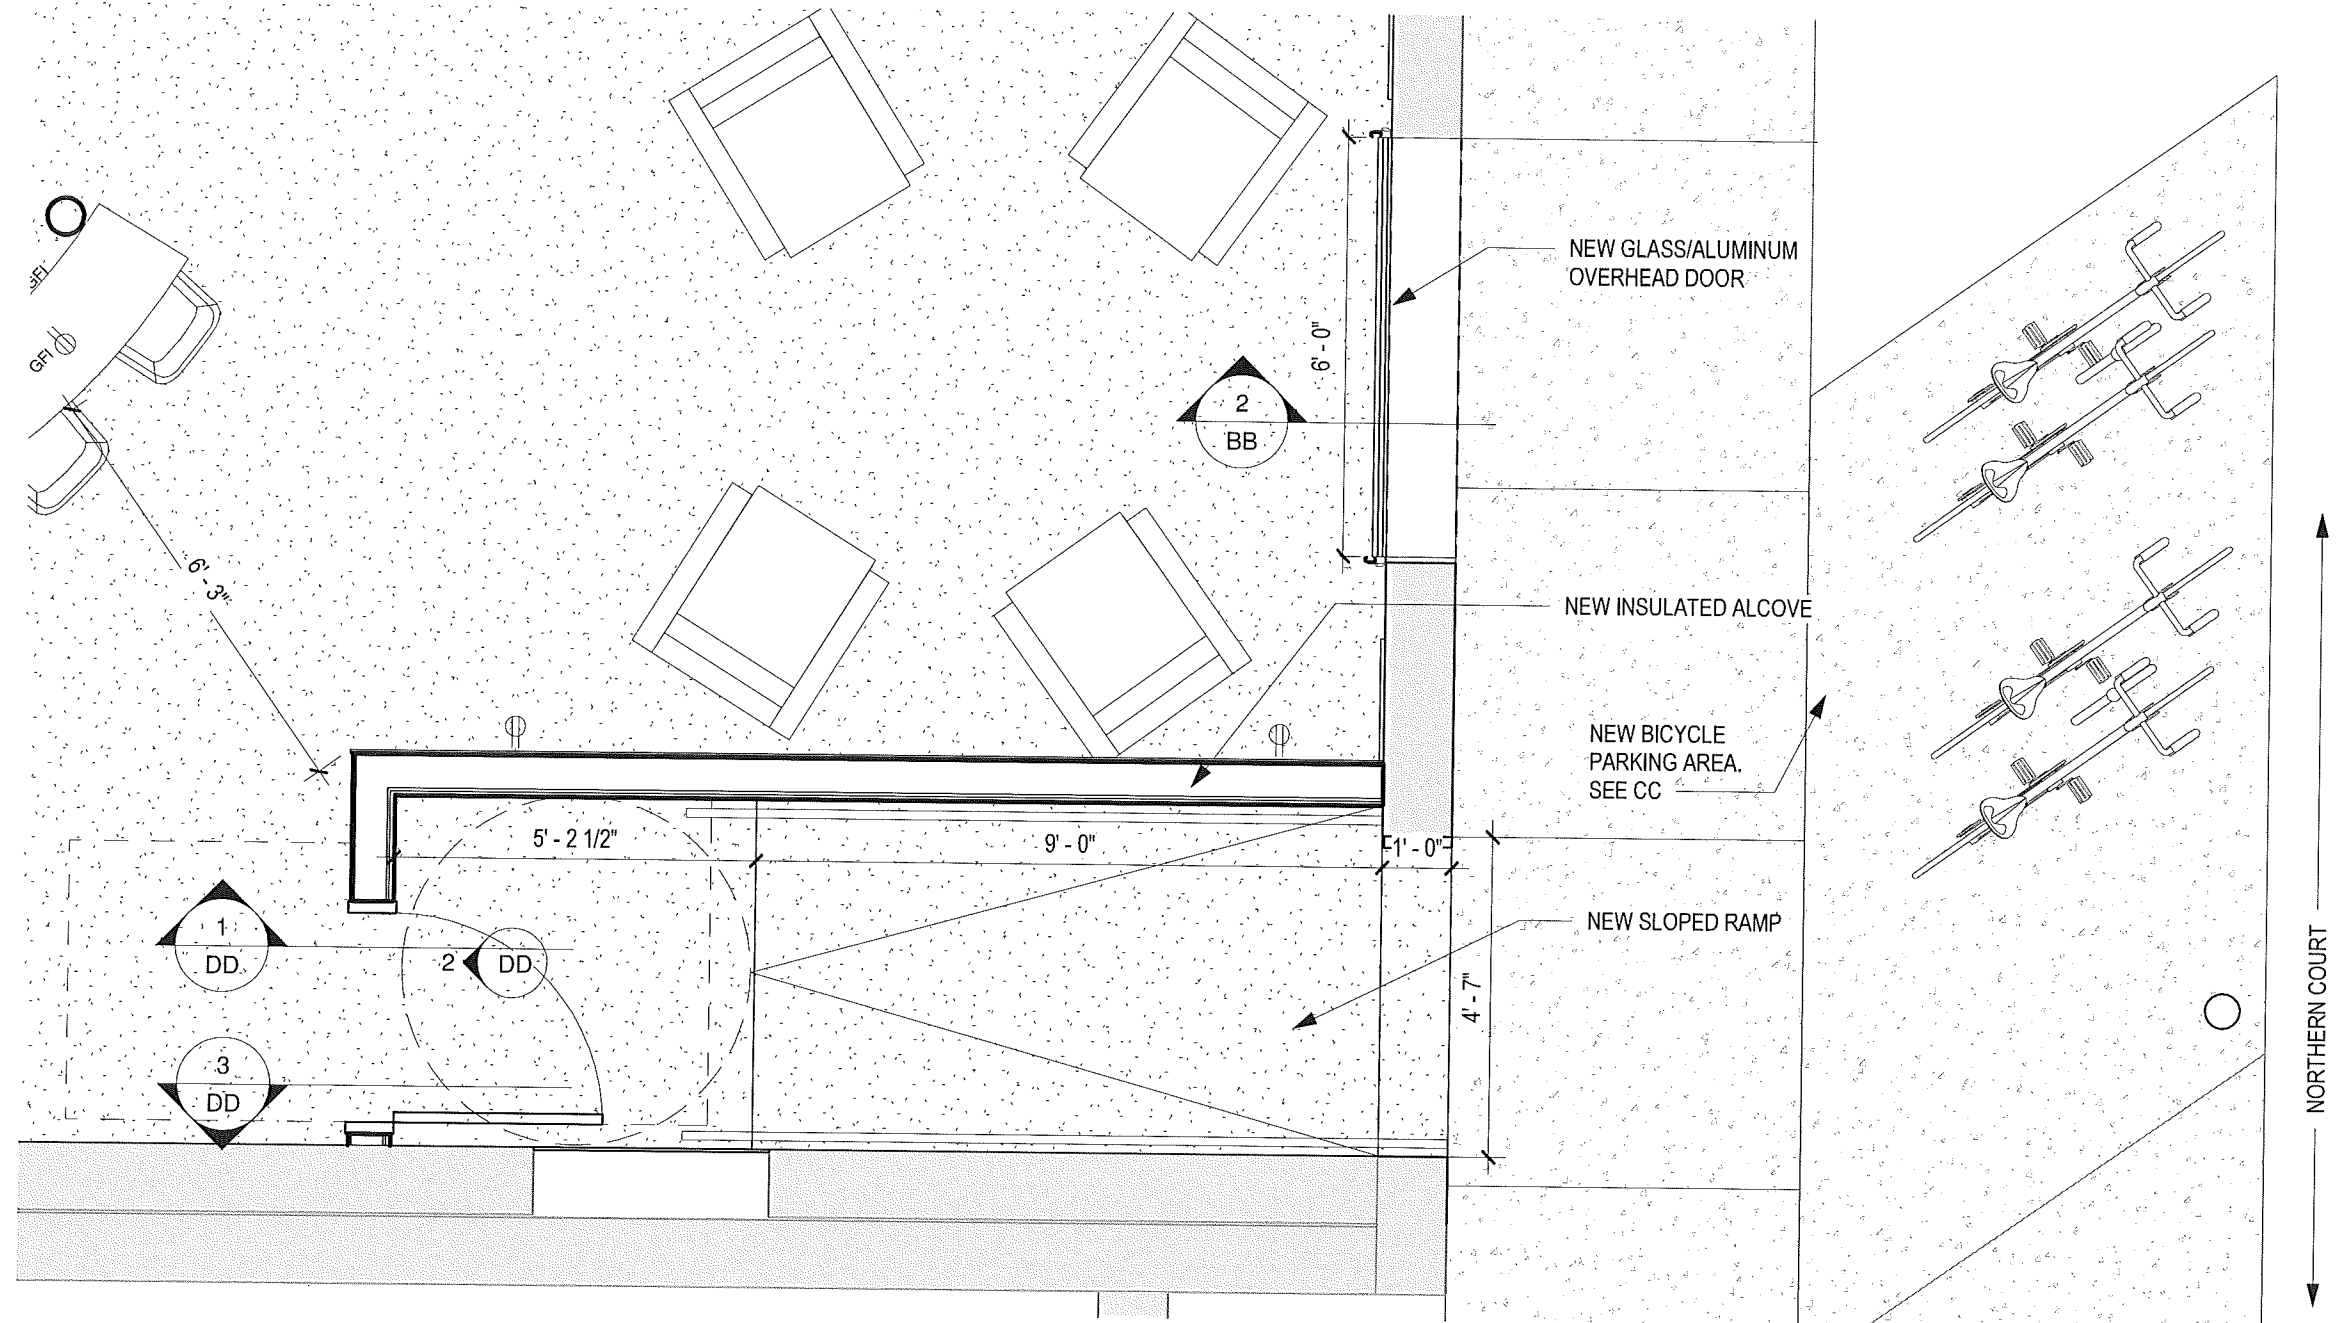 NEW GLASS/ALUMINUM
OVERHEAD DOOR
GFI
GFI
6' - 0"
2
BB
6' - 3"
NEW INSULATED ALCOVE
NEW BICYCLE
PARKING AREA.
SEE CC
5' - 2 1/2"
9' - 0"
1' - 0"
1
DD
2
DD
NEW SLOPED RAMP
4' - 7"
3
DD
NORTHERN COURT